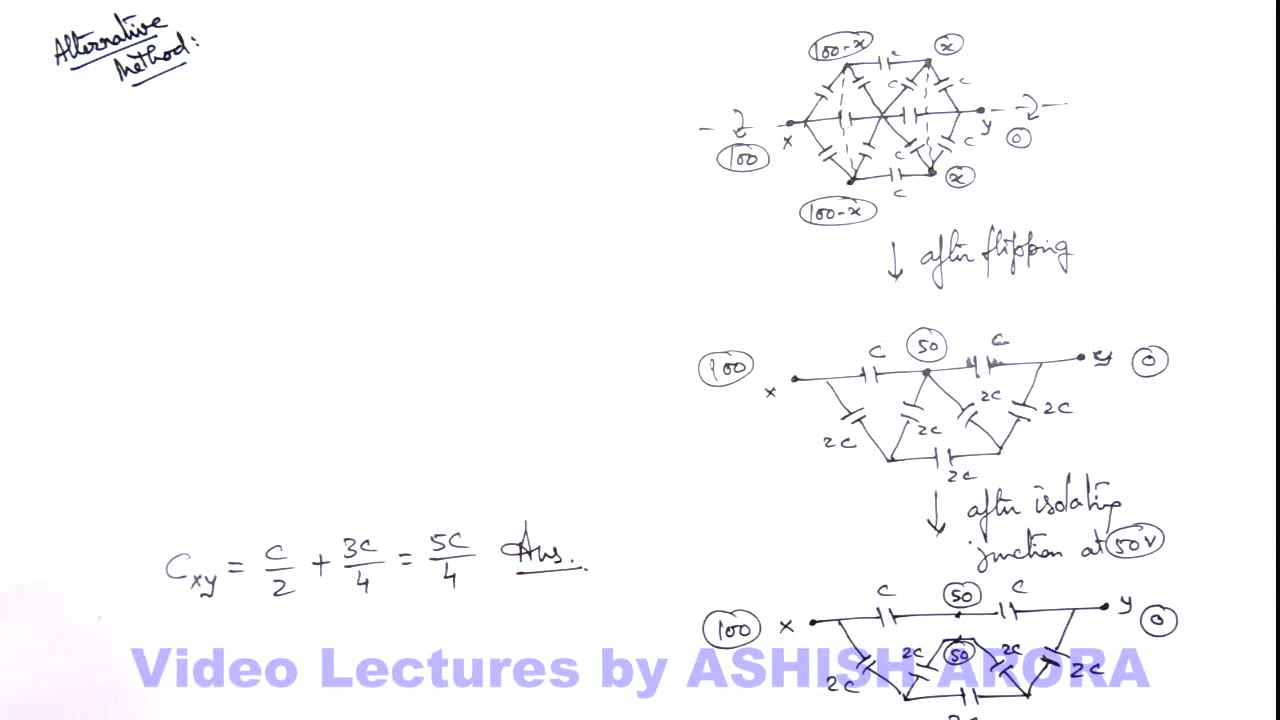 Alternative
Method:
100-x
x
C
C
C
x
100
y
0
C
C
C
x
100-x
↓ after flipping
100
x
C
50
C
y
0
2C
2C
2C
2C
2C
↓ after isolating
junction at 50V
Cxy = C/2 + 3C/4 = 5C/4 Ans.
100
x
C
50
C
y
0
2C
2C
50
2C
2C
2C
Video Lectures by ASHISH ARORA